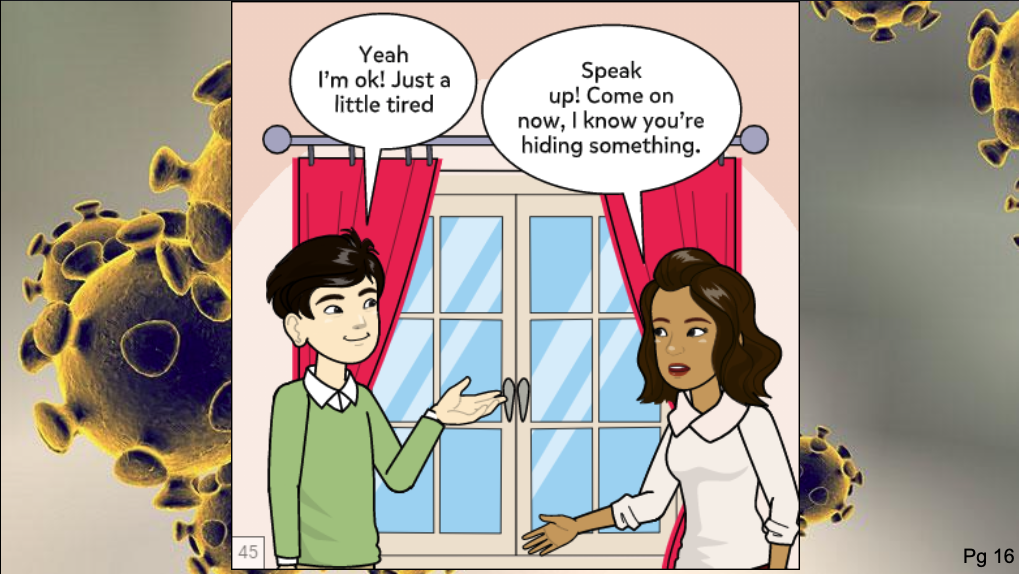 Yeah
I'm ok! Just a
little tired
Speak
up! Come on
now, I know you're
hiding something.
45
Pg 16